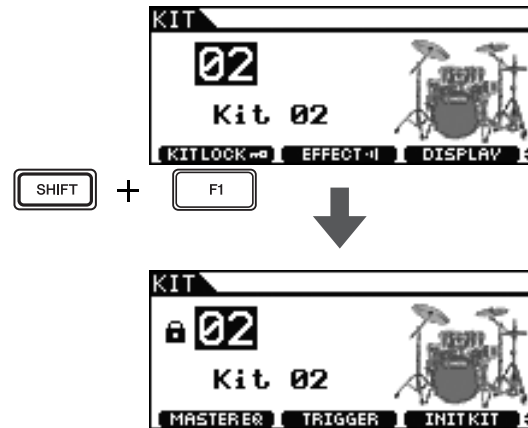 KIT
02
Kit 02
KITLOCK EFFECT DISPLAY
SHIFT + F1
KIT
02
Kit 02
MASTER EQ TRIGGER INIT KIT